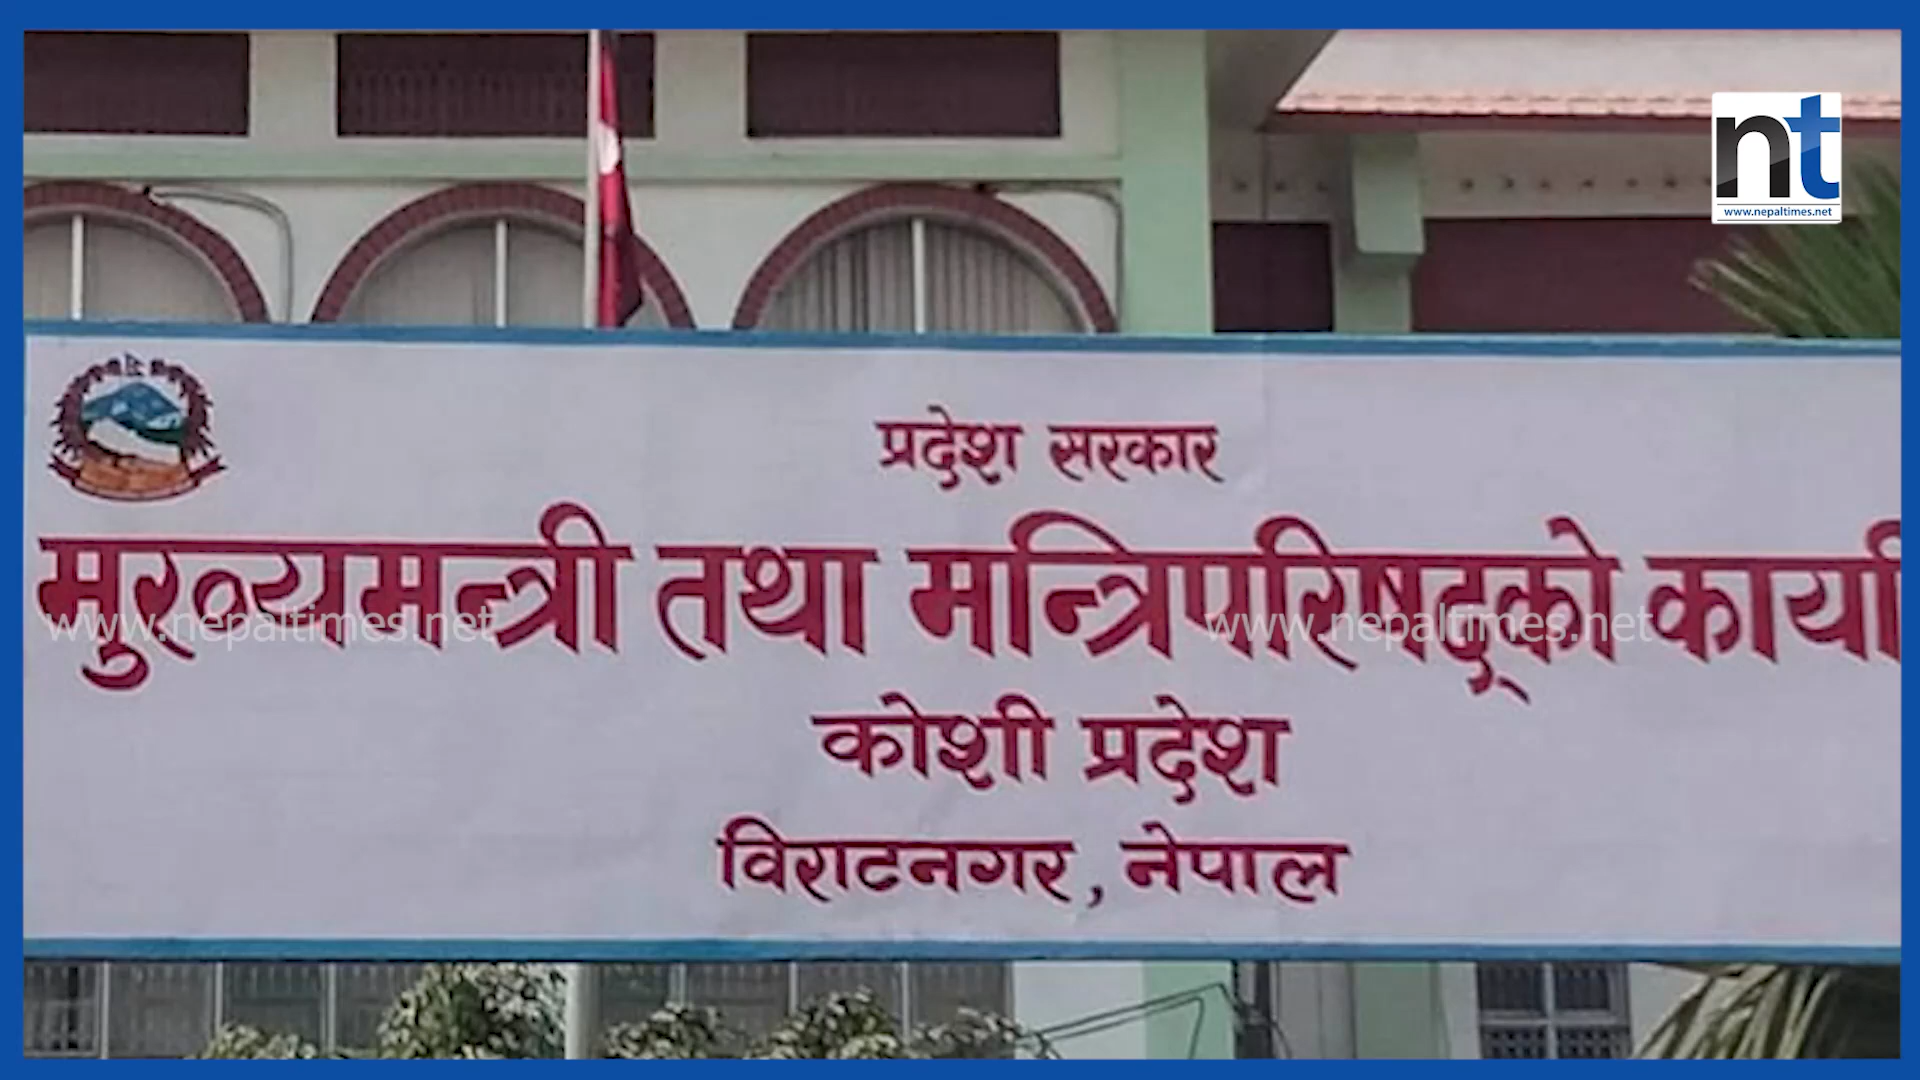 nt
www.nepaltimes.net
प्रदेश सरकार
मुख्यमन्त्री तथा मन्त्रिपरिषद्को कार्या
www.nepaltimes.net www.nepaltimes.net
कोशी प्रदेश
विराटनगर, नेपाल